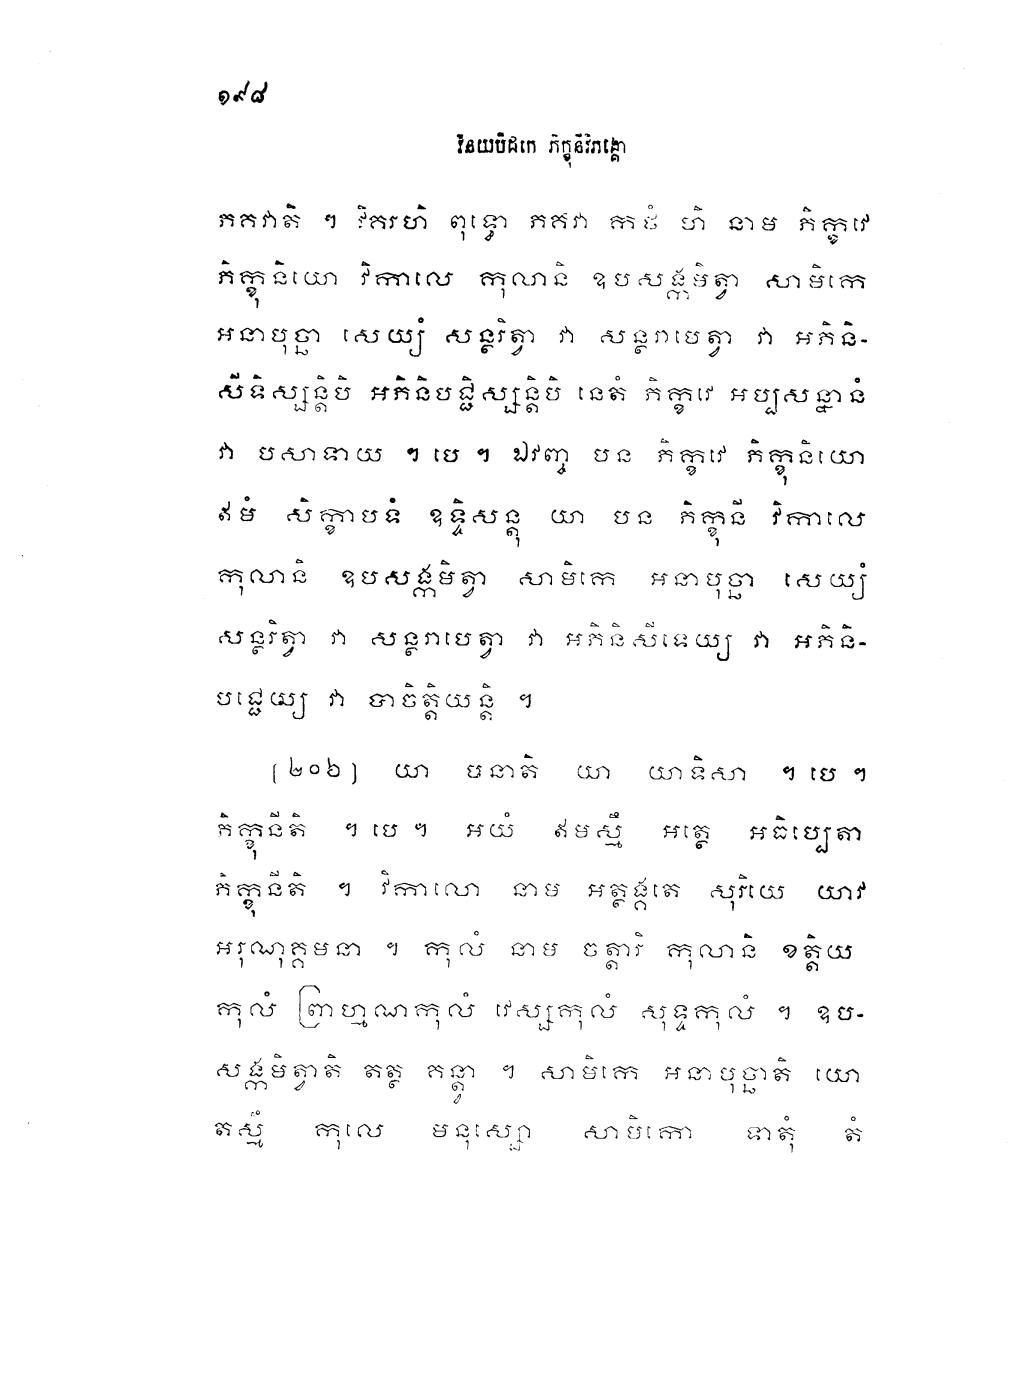 ១៩៨
វិនយបិដកេ ភិក្ខុនីវិភង្គោ
ភគវាតិ ។ វិគរហិ ពុទ្ធោ ភគវា កថំ ហិ នាម ភិក្ខវេ
ភិក្ខុនិយោ វិកាលេ កុលានិ ឧបសង្កមិត្វា សាមិកេ
អនាបុច្ឆា សេយ្យំ សន្ថរិត្វា វា សន្ថរាបេត្វា វា អភិនិ-
សីទិស្សន្តិបិ អភិនិបជ្ជិស្សន្តិបិ នេតំ ភិក្ខវេ អប្បសន្នានំ
វា បសាទាយ ។ បេ ។ ឯវញ្ច បន ភិក្ខវេ ភិក្ខុនិយោ
ឥមំ សិក្ខាបទំ ឧទ្ទិសន្តុ យា បន ភិក្ខុនី វិកាលេ
កុលានិ ឧបសង្កមិត្វា សាមិកេ អនាបុច្ឆា សេយ្យំ
សន្ថរិត្វា វា សន្ថរាបេត្វា វា អភិនិសីទេយ្យ វា អភិនិ-
បជ្ជេយ្យ វា បាចិត្តិយន្តិ ។
[២០៦] យា បនាតិ យា យាទិសា ។ បេ ។
ភិក្ខុនីតិ ។ បេ ។ អយំ ឥមស្មឹ អត្ថេ អធិប្បេតា
ភិក្ខុនីតិ ។ វិកាលោ នាម អត្ថង្គតេ សុរិយេ យាវ
អរុណុគ្គមនា ។ កុលំ នាម ចត្តារិ កុលានិ ខត្តិយ
កុលំ ព្រាហ្មណកុលំ វេស្សកុលំ សុទ្ទកុលំ ។ ឧប-
សង្កមិត្វាតិ តត្ថ គន្ត្វា ។ សាមិកេ អនាបុច្ឆាតិ យោ
តស្មឹ កុលេ មនុស្សោ សាមិកោ ទាតុំ តំ